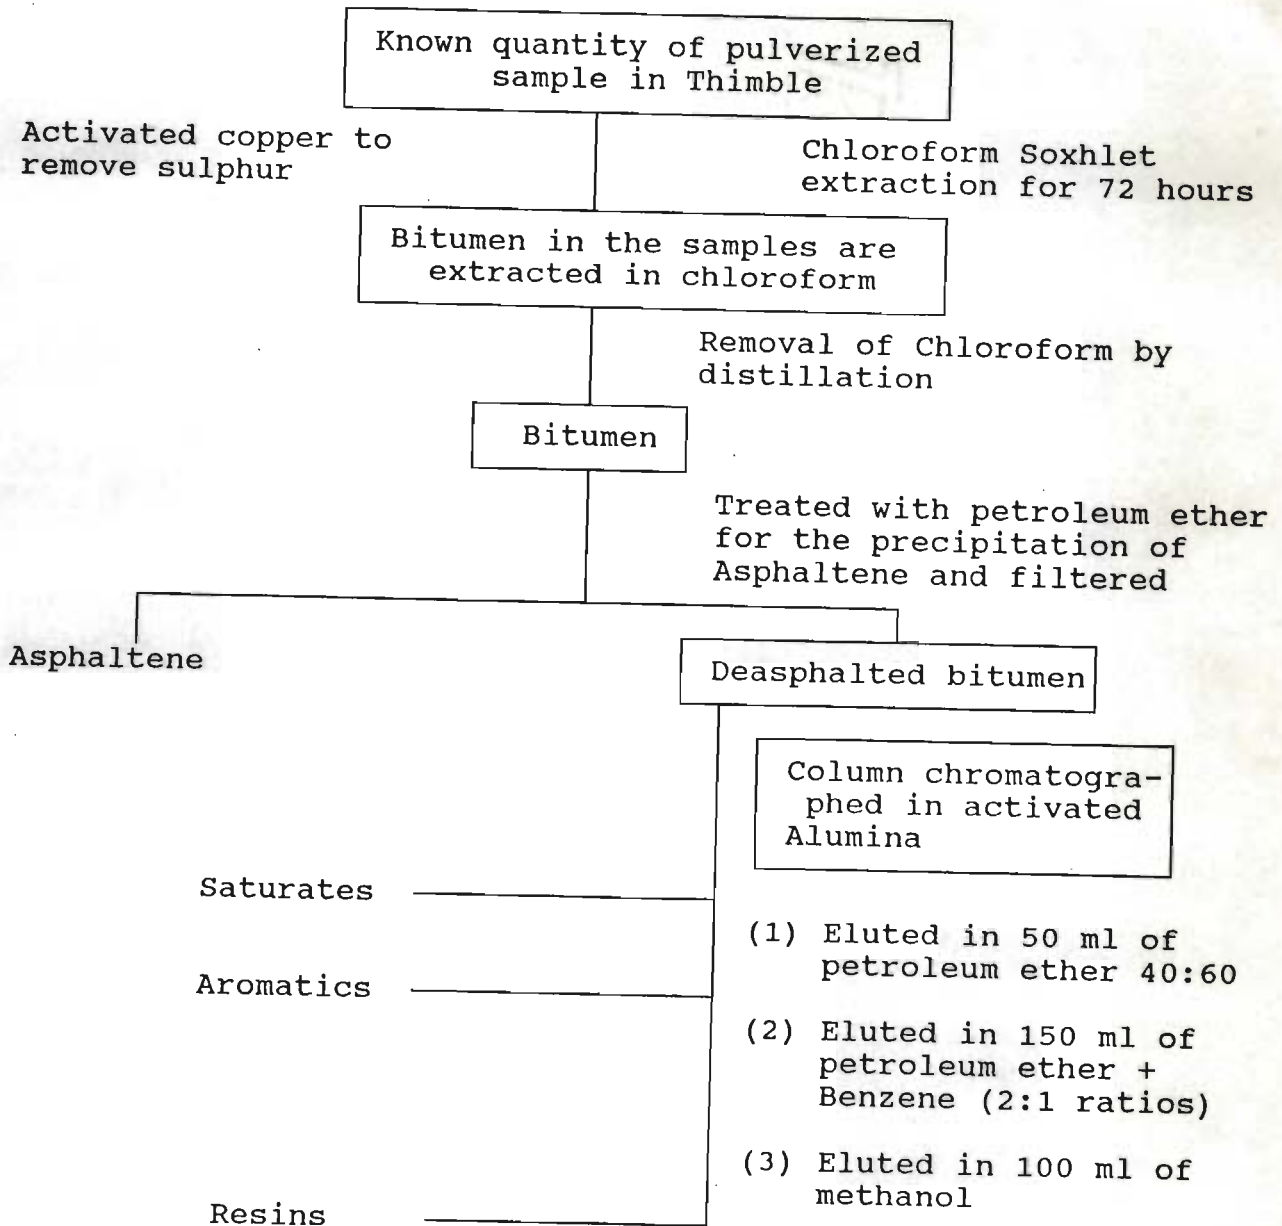 Known quantity of pulverized
sample in Thimble
Activated copper to
remove sulphur
Chloroform Soxhlet
extraction for 72 hours
Bitumen in the samples are
extracted in chloroform
Removal of Chloroform by
distillation
Bitumen
Treated with petroleum ether
for the precipitation of
Asphaltene and filtered
Asphaltene
Deasphalted bitumen
Column chromatogra-
phed in activated
Alumina
Saturates
(1) Eluted in 50 ml of
petroleum ether 40:60
Aromatics
(2) Eluted in 150 ml of
petroleum ether +
Benzene (2:1 ratios)
(3) Eluted in 100 ml of
methanol
Resins